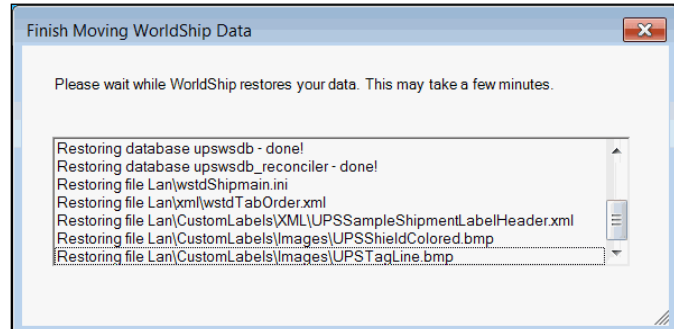 Finish Moving WorldShip Data
Please wait while WorldShip restores your data. This may take a few minutes.
Restoring database upswsdb - done!
Restoring database upswsdb_reconciler - done!
Restoring file Lan\wstdShipmain.ini
Restoring file Lan\xml\wstdTabOrder.xml
Restoring file Lan\CustomLabels\XML\UPSSampleShipmentLabelHeader.xml
Restoring file Lan\CustomLabels\Images\UPSShieldColored.bmp
Restoring file Lan\CustomLabels\Images\UPSTagLine.bmp